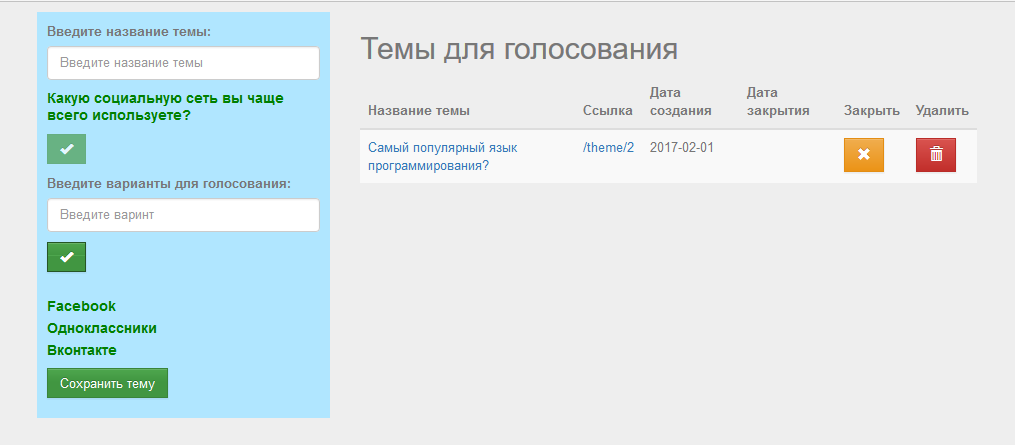 Введите название темы:
Введите название темы
Какую социальную сеть вы чаще
всего используете?
Введите варианты для голосования:
Введите варинт
Facebook
Одноклассники
Вконтакте
Сохранить тему
Темы для голосования
Название темы Ссылка Дата создания Дата закрытия Закрыть Удалить
Самый популярный язык /theme/2 2017-02-01
программирования?